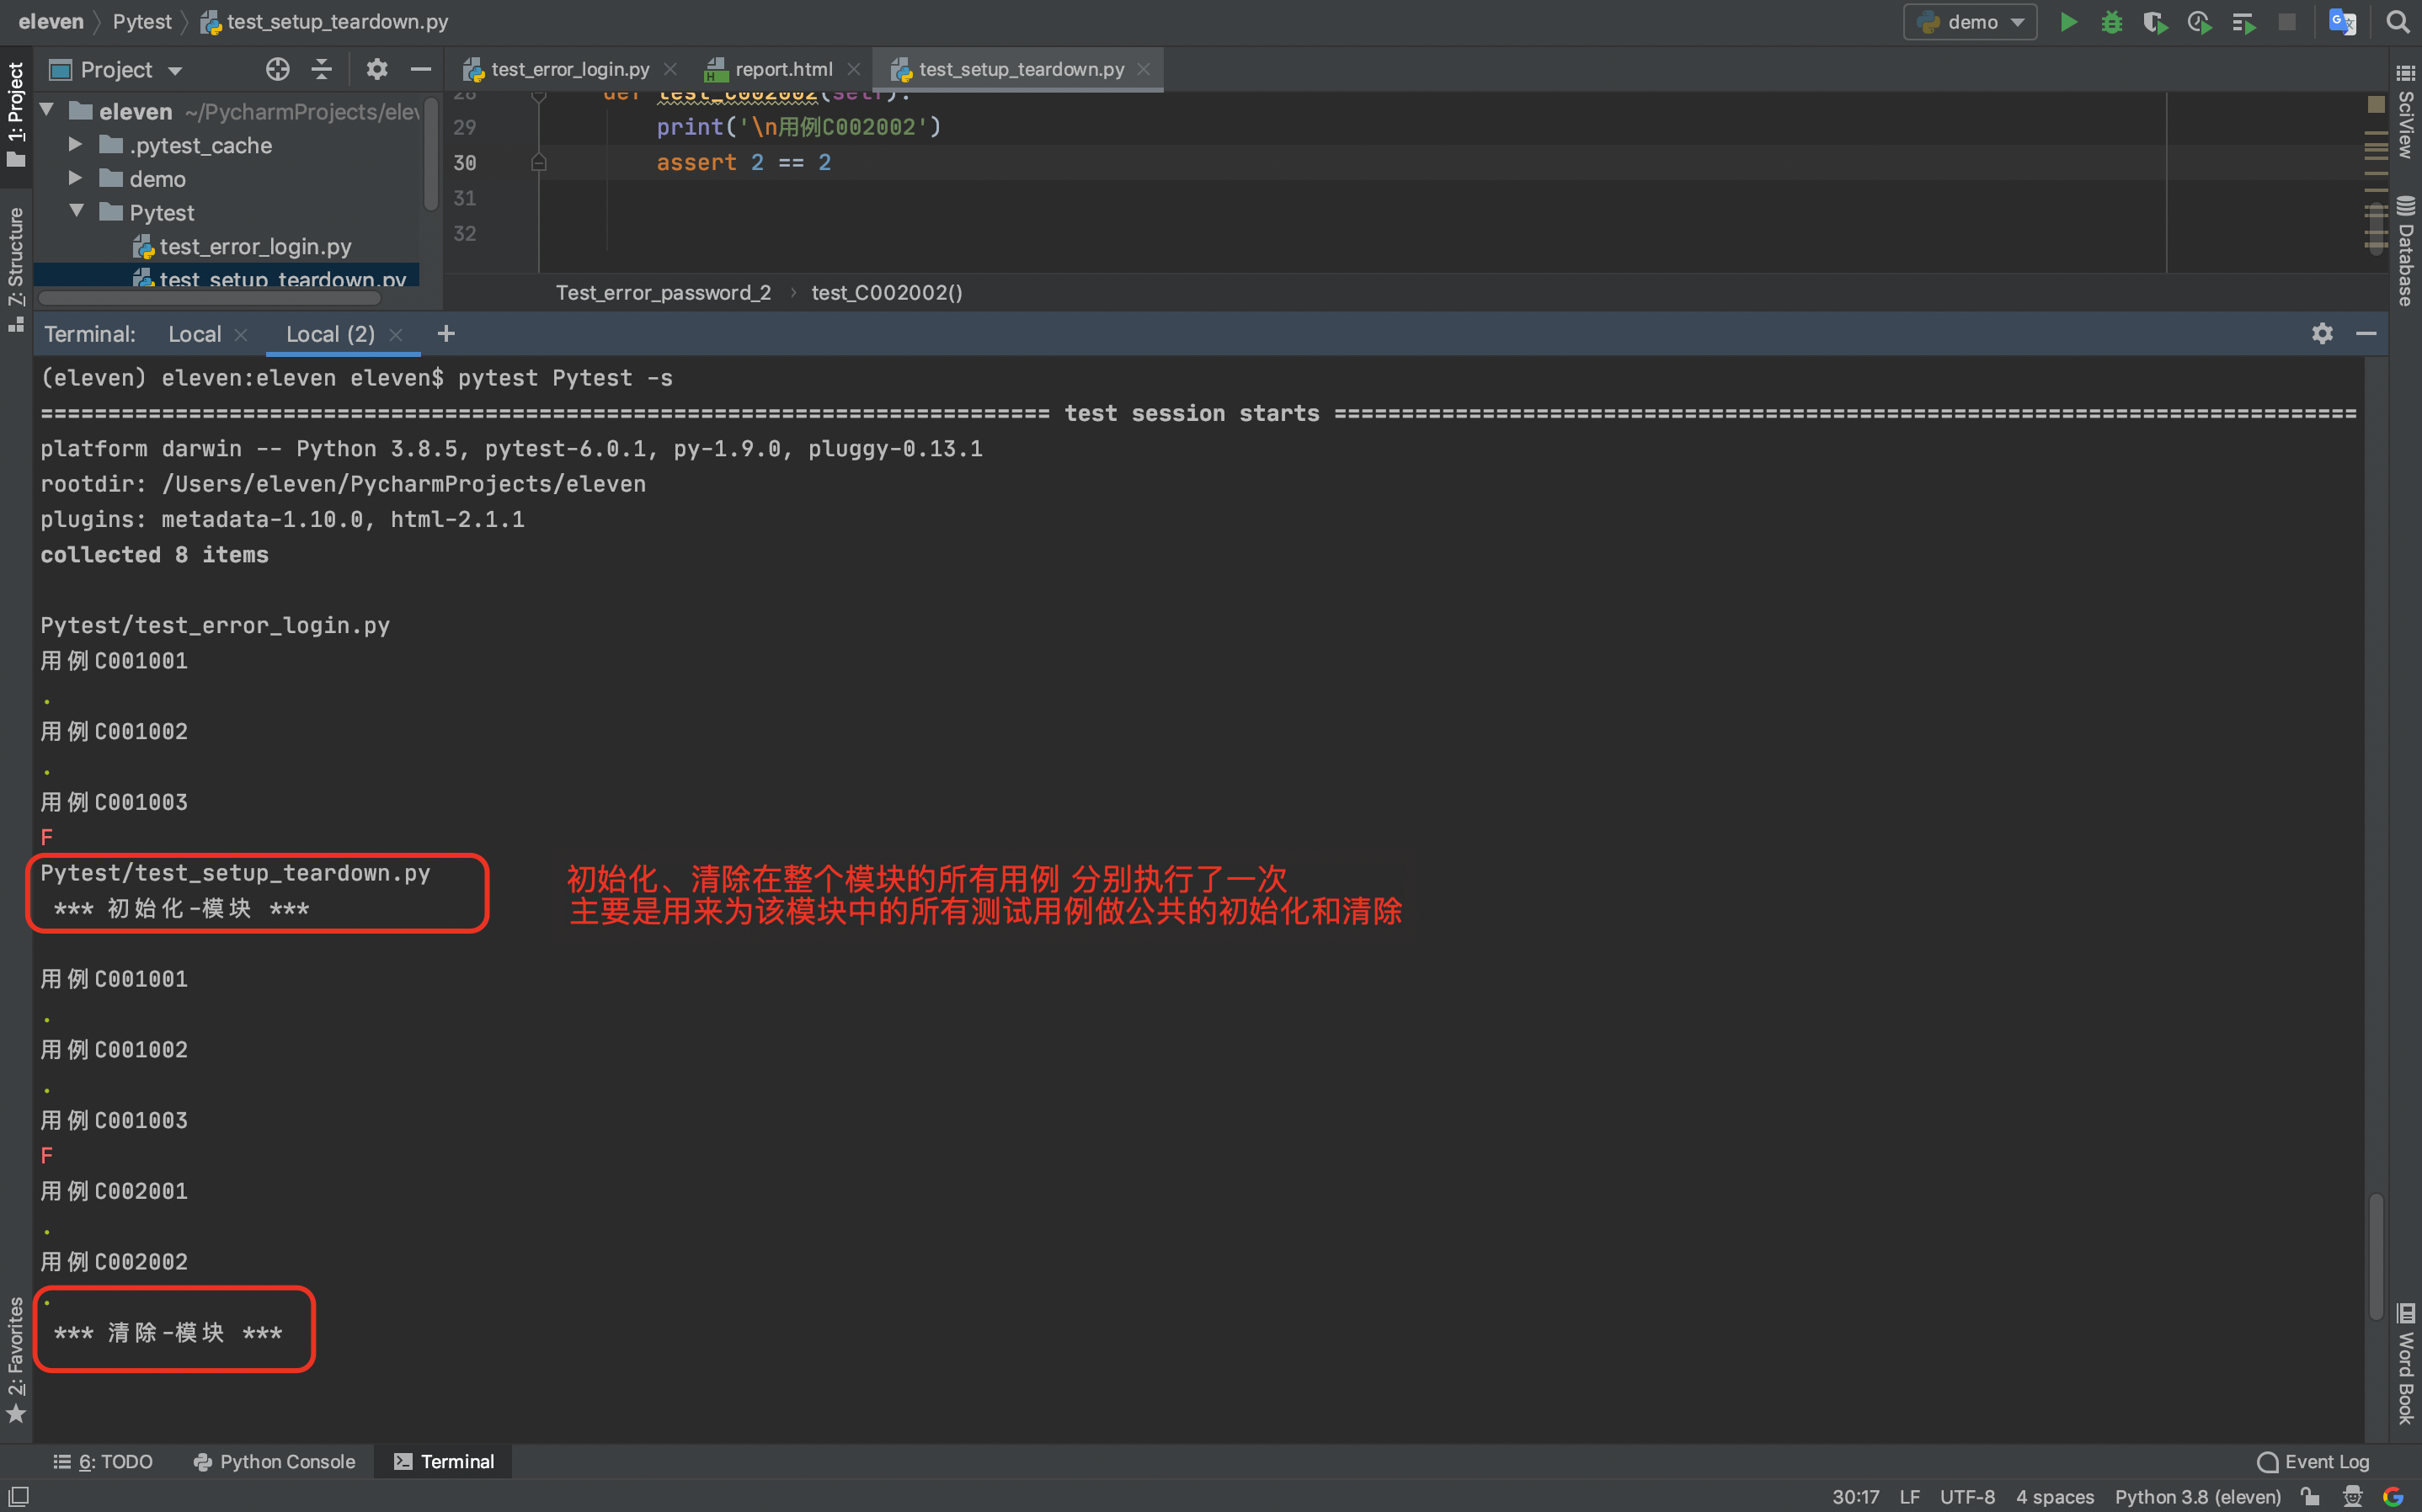 eleven Pytest test_setup_teardown.py
demo
Project
test_error_login.py
report.html
test_setup_teardown.py
1: Project
7: Structure
2: Favorites
SciView
Database
Word Book
eleven ~/PycharmProjects/elev
.pytest_cache
demo
Pytest
test_error_login.py
test_setup_teardown.py
28 def test_C002002(self):
29 print('\n用例C002002')
30 assert 2 == 2
31
32
Test_error_password_2 › test_C002002()
Terminal: Local Local (2) +
(eleven) eleven:eleven eleven$ pytest Pytest -s
=========================================================================== test session starts ============================================================================
platform darwin -- Python 3.8.5, pytest-6.0.1, py-1.9.0, pluggy-0.13.1
rootdir: /Users/eleven/PycharmProjects/eleven
plugins: metadata-1.10.0, html-2.1.1
collected 8 items
Pytest/test_error_login.py
用例C001001
.
用例C001002
.
用例C001003
F
Pytest/test_setup_teardown.py
*** 初始化-模块 ***
初始化、清除在整个模块的所有用例 分别执行了一次
主要是用来为该模块中的所有测试用例做公共的初始化和清除
用例C001001
.
用例C001002
.
用例C001003
F
用例C002001
.
用例C002002
.
*** 清除-模块 ***
6: TODO Python Console Terminal Event Log
30:17 LF UTF-8 4 spaces Python 3.8 (eleven)